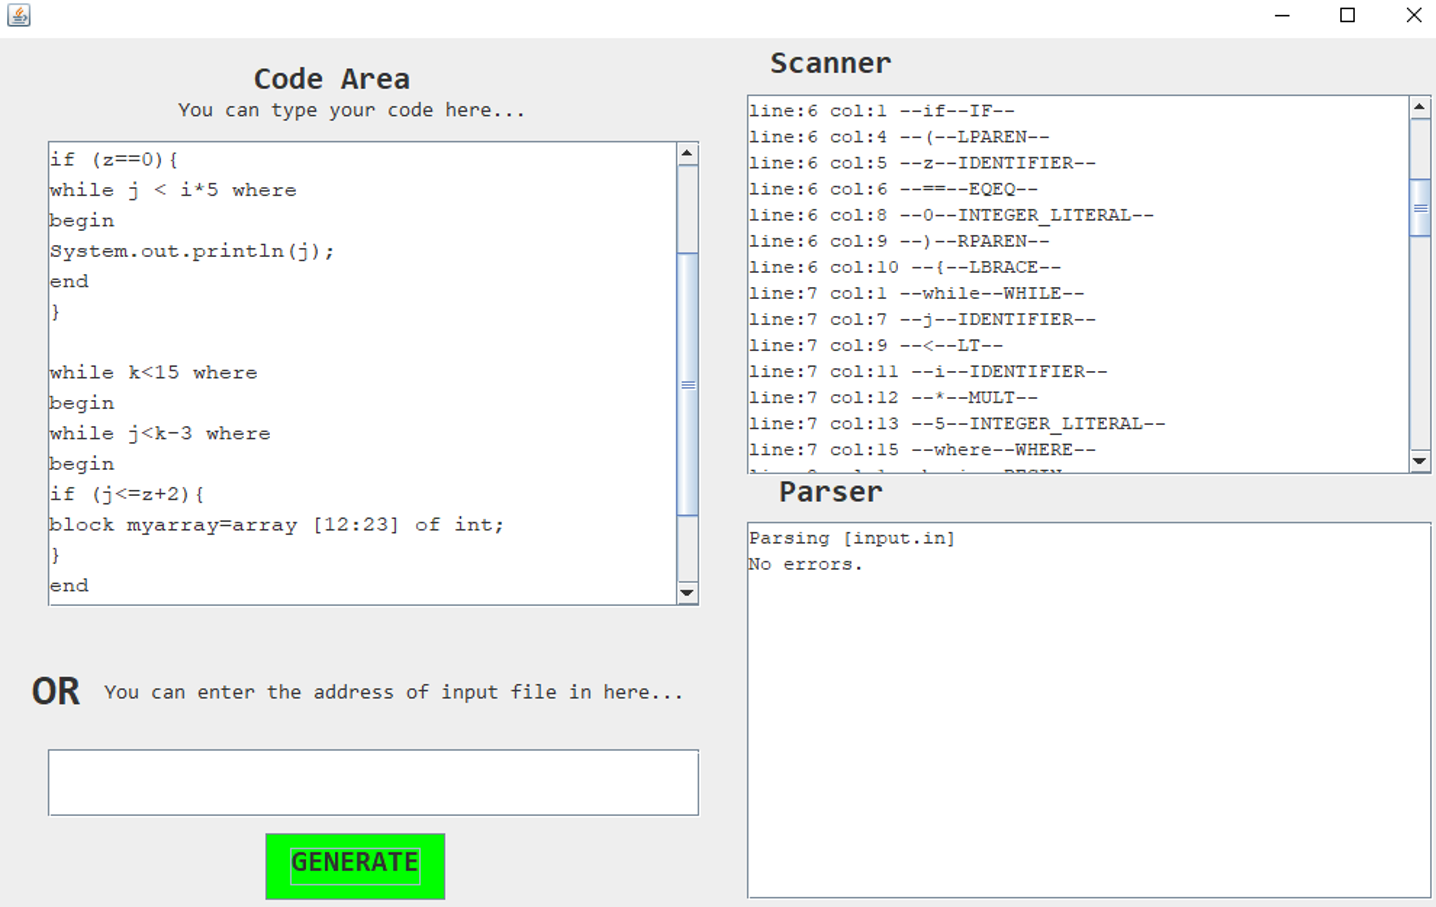 Code Area
You can type your code here...
if (z==0){
while j < i*5 where
begin
System.out.println(j);
end
}
while k<15 where
begin
while j<k-3 where
begin
if (j<=z+2){
block myarray=array [12:23] of int;
}
end
OR You can enter the address of input file in here...
GENERATE
Scanner
line:6 col:1 --if--IF--
line:6 col:4 --(--LPAREN--
line:6 col:5 --z--IDENTIFIER--
line:6 col:6 --==--EQEQ--
line:6 col:8 --0--INTEGER_LITERAL--
line:6 col:9 --)--RPAREN--
line:6 col:10 --{--LBRACE--
line:7 col:1 --while--WHILE--
line:7 col:7 --j--IDENTIFIER--
line:7 col:9 --<--LT--
line:7 col:11 --i--IDENTIFIER--
line:7 col:12 --*--MULT--
line:7 col:13 --5--INTEGER_LITERAL--
line:7 col:15 --where--WHERE--
Parser
Parsing [input.in]
No errors.